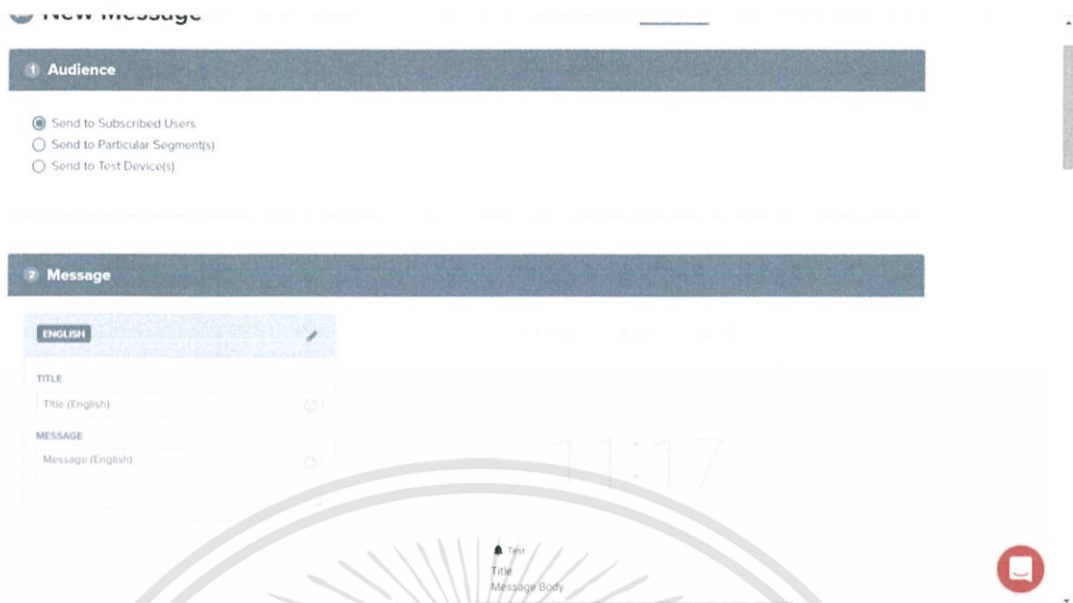 New Message
1 Audience
Send to Subscribed Users
Send to Particular Segment(s)
Send to Test Device(s)
2 Message
ENGLISH
TITLE
Title (English)
MESSAGE
Message (English)
11:17
Test
Title
Message Body